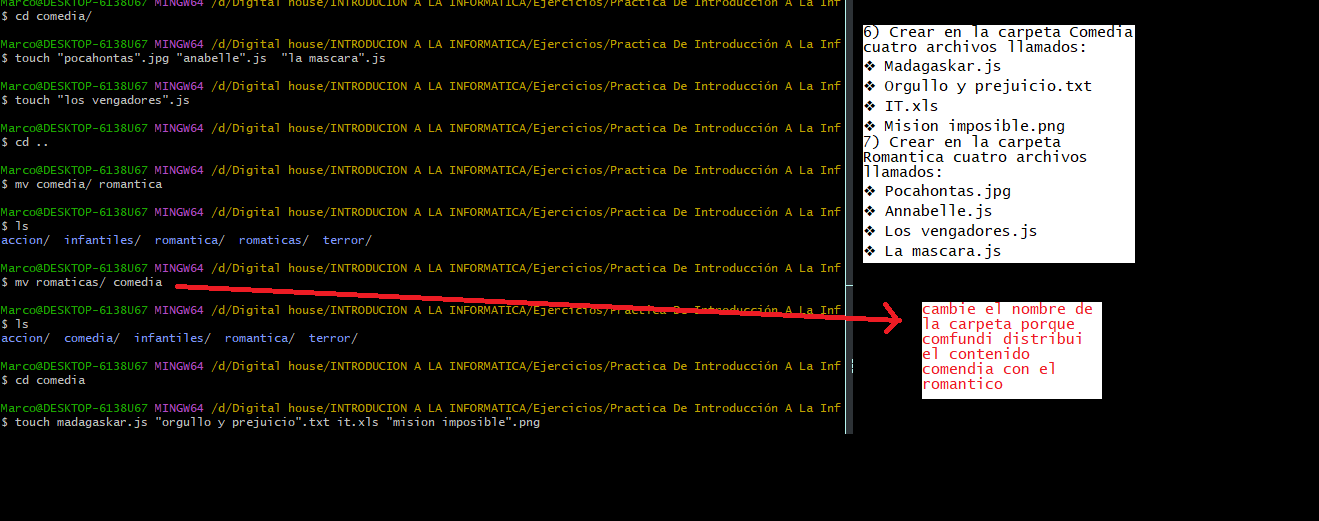 Marco@DESKTOP-6138U67 MINGW64 /d/Digital house/INTRODUCION A LA INFORMATICA/Ejercicios/Practica De Introducción A La Inf
$ cd comedia/
Marco@DESKTOP-6138U67 MINGW64 /d/Digital house/INTRODUCION A LA INFORMATICA/Ejercicios/Practica De Introducción A La Inf
$ touch "pocahontas".jpg "anabelle".js  "la mascara".js
Marco@DESKTOP-6138U67 MINGW64 /d/Digital house/INTRODUCION A LA INFORMATICA/Ejercicios/Practica De Introducción A La Inf
$ touch "los vengadores".js
Marco@DESKTOP-6138U67 MINGW64 /d/Digital house/INTRODUCION A LA INFORMATICA/Ejercicios/Practica De Introducción A La Inf
$ cd ..
Marco@DESKTOP-6138U67 MINGW64 /d/Digital house/INTRODUCION A LA INFORMATICA/Ejercicios/Practica De Introducción A La Inf
$ mv comedia/ romantica
Marco@DESKTOP-6138U67 MINGW64 /d/Digital house/INTRODUCION A LA INFORMATICA/Ejercicios/Practica De Introducción A La Inf
$ ls
accion/  infantiles/  romantica/  romaticas/  terror/
Marco@DESKTOP-6138U67 MINGW64 /d/Digital house/INTRODUCION A LA INFORMATICA/Ejercicios/Practica De Introducción A La Inf
$ mv romaticas/ comedia
Marco@DESKTOP-6138U67 MINGW64 /d/Digital house/INTRODUCION A LA INFORMATICA/Ejercicios/Practica De Introducción A La Inf
$ ls
accion/  comedia/  infantiles/  romantica/  terror/
Marco@DESKTOP-6138U67 MINGW64 /d/Digital house/INTRODUCION A LA INFORMATICA/Ejercicios/Practica De Introducción A La Inf
$ cd comedia
Marco@DESKTOP-6138U67 MINGW64 /d/Digital house/INTRODUCION A LA INFORMATICA/Ejercicios/Practica De Introducción A La Inf
$ touch madagaskar.js "orgullo y prejuicio".txt it.xls "mision imposible".png
6) Crear en la carpeta Comedia
cuatro archivos llamados:
❖ Madagaskar.js
❖ Orgullo y prejuicio.txt
❖ IT.xls
❖ Mision imposible.png
7) Crear en la carpeta
Romantica cuatro archivos
llamados:
❖ Pocahontas.jpg
❖ Annabelle.js
❖ Los vengadores.js
❖ La mascara.js
cambie el nombre de
la carpeta porque
comfundi distribui
el contenido
comendia con el
romantico